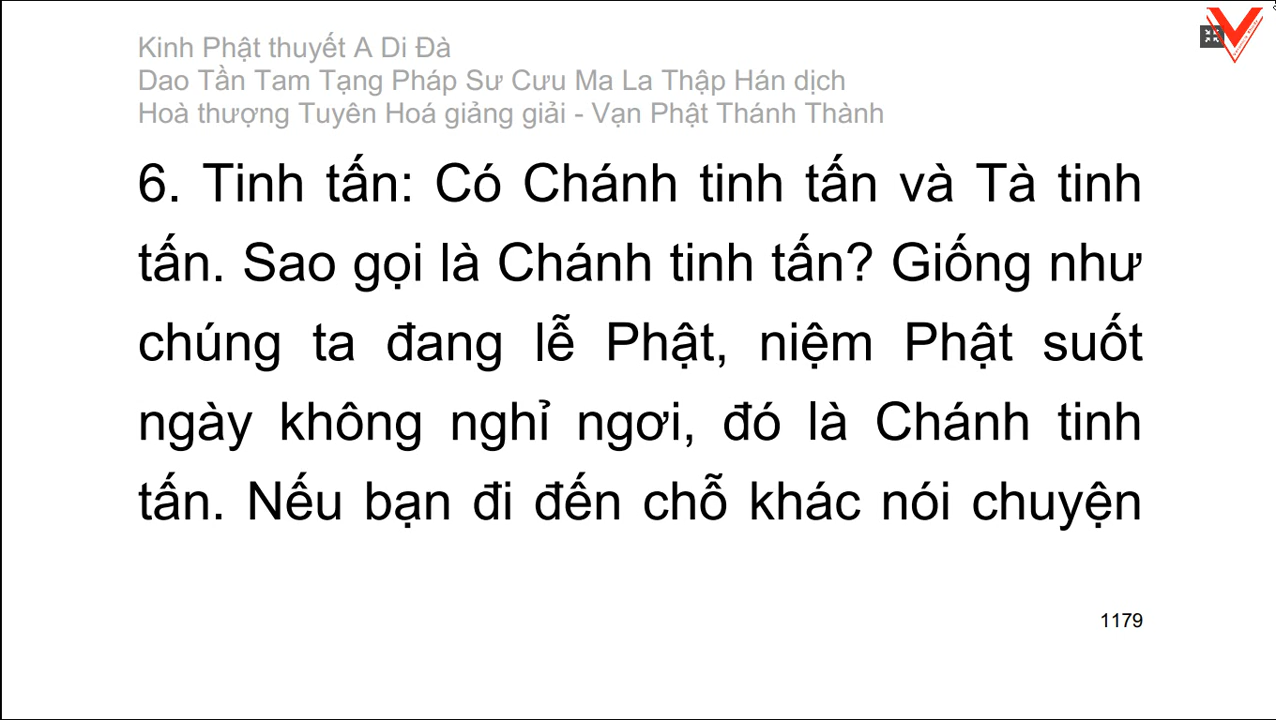 Kinh Phật thuyết A Di Đà
Dao Tần Tam Tạng Pháp Sư Cưu Ma La Thập Hán dịch
Hoà thượng Tuyên Hoá giảng giải - Vạn Phật Thánh Thành
6. Tinh tấn: Có Chánh tinh tấn và Tà tinh
tấn. Sao gọi là Chánh tinh tấn? Giống như
chúng ta đang lễ Phật, niệm Phật suốt
ngày không nghỉ ngơi, đó là Chánh tinh
tấn. Nếu bạn đi đến chỗ khác nói chuyện
1179